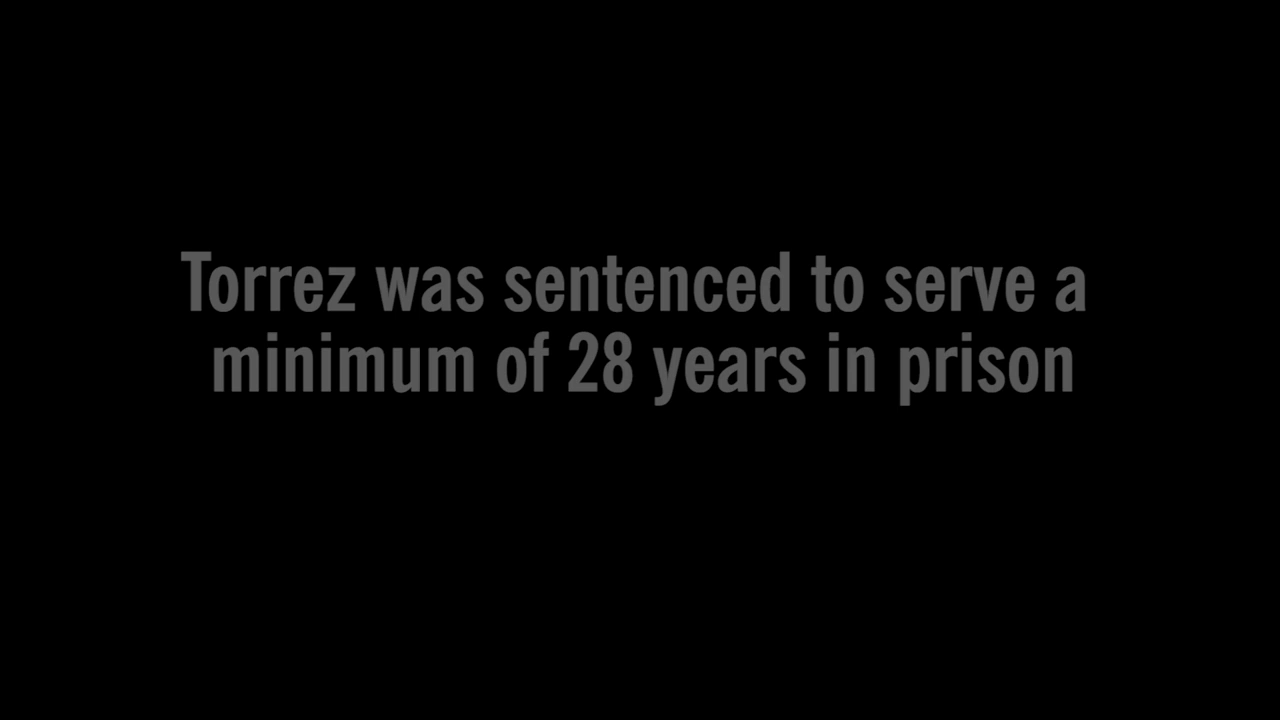 Torrez was sentenced to serve a
minimum of 28 years in prison